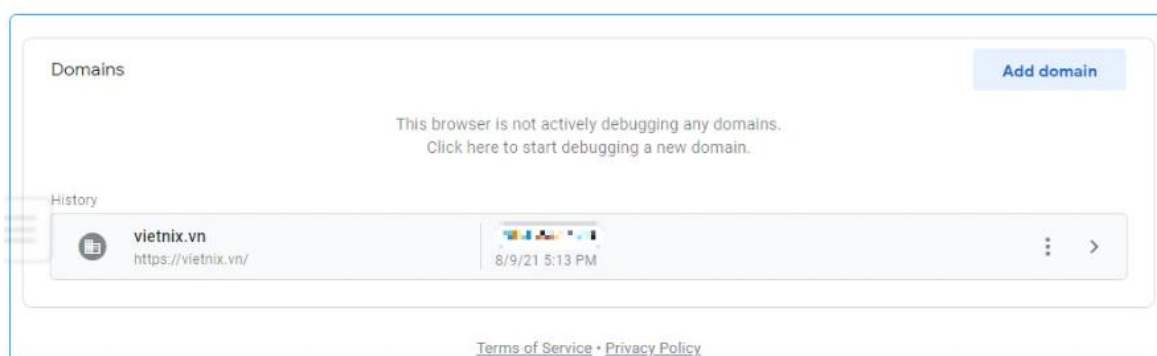 Domains
Add domain
This browser is not actively debugging any domains.
Click here to start debugging a new domain.
History
vietnix.vn
https://vietnix.vn/
8/9/21 5:13 PM
Terms of Service • Privacy Policy